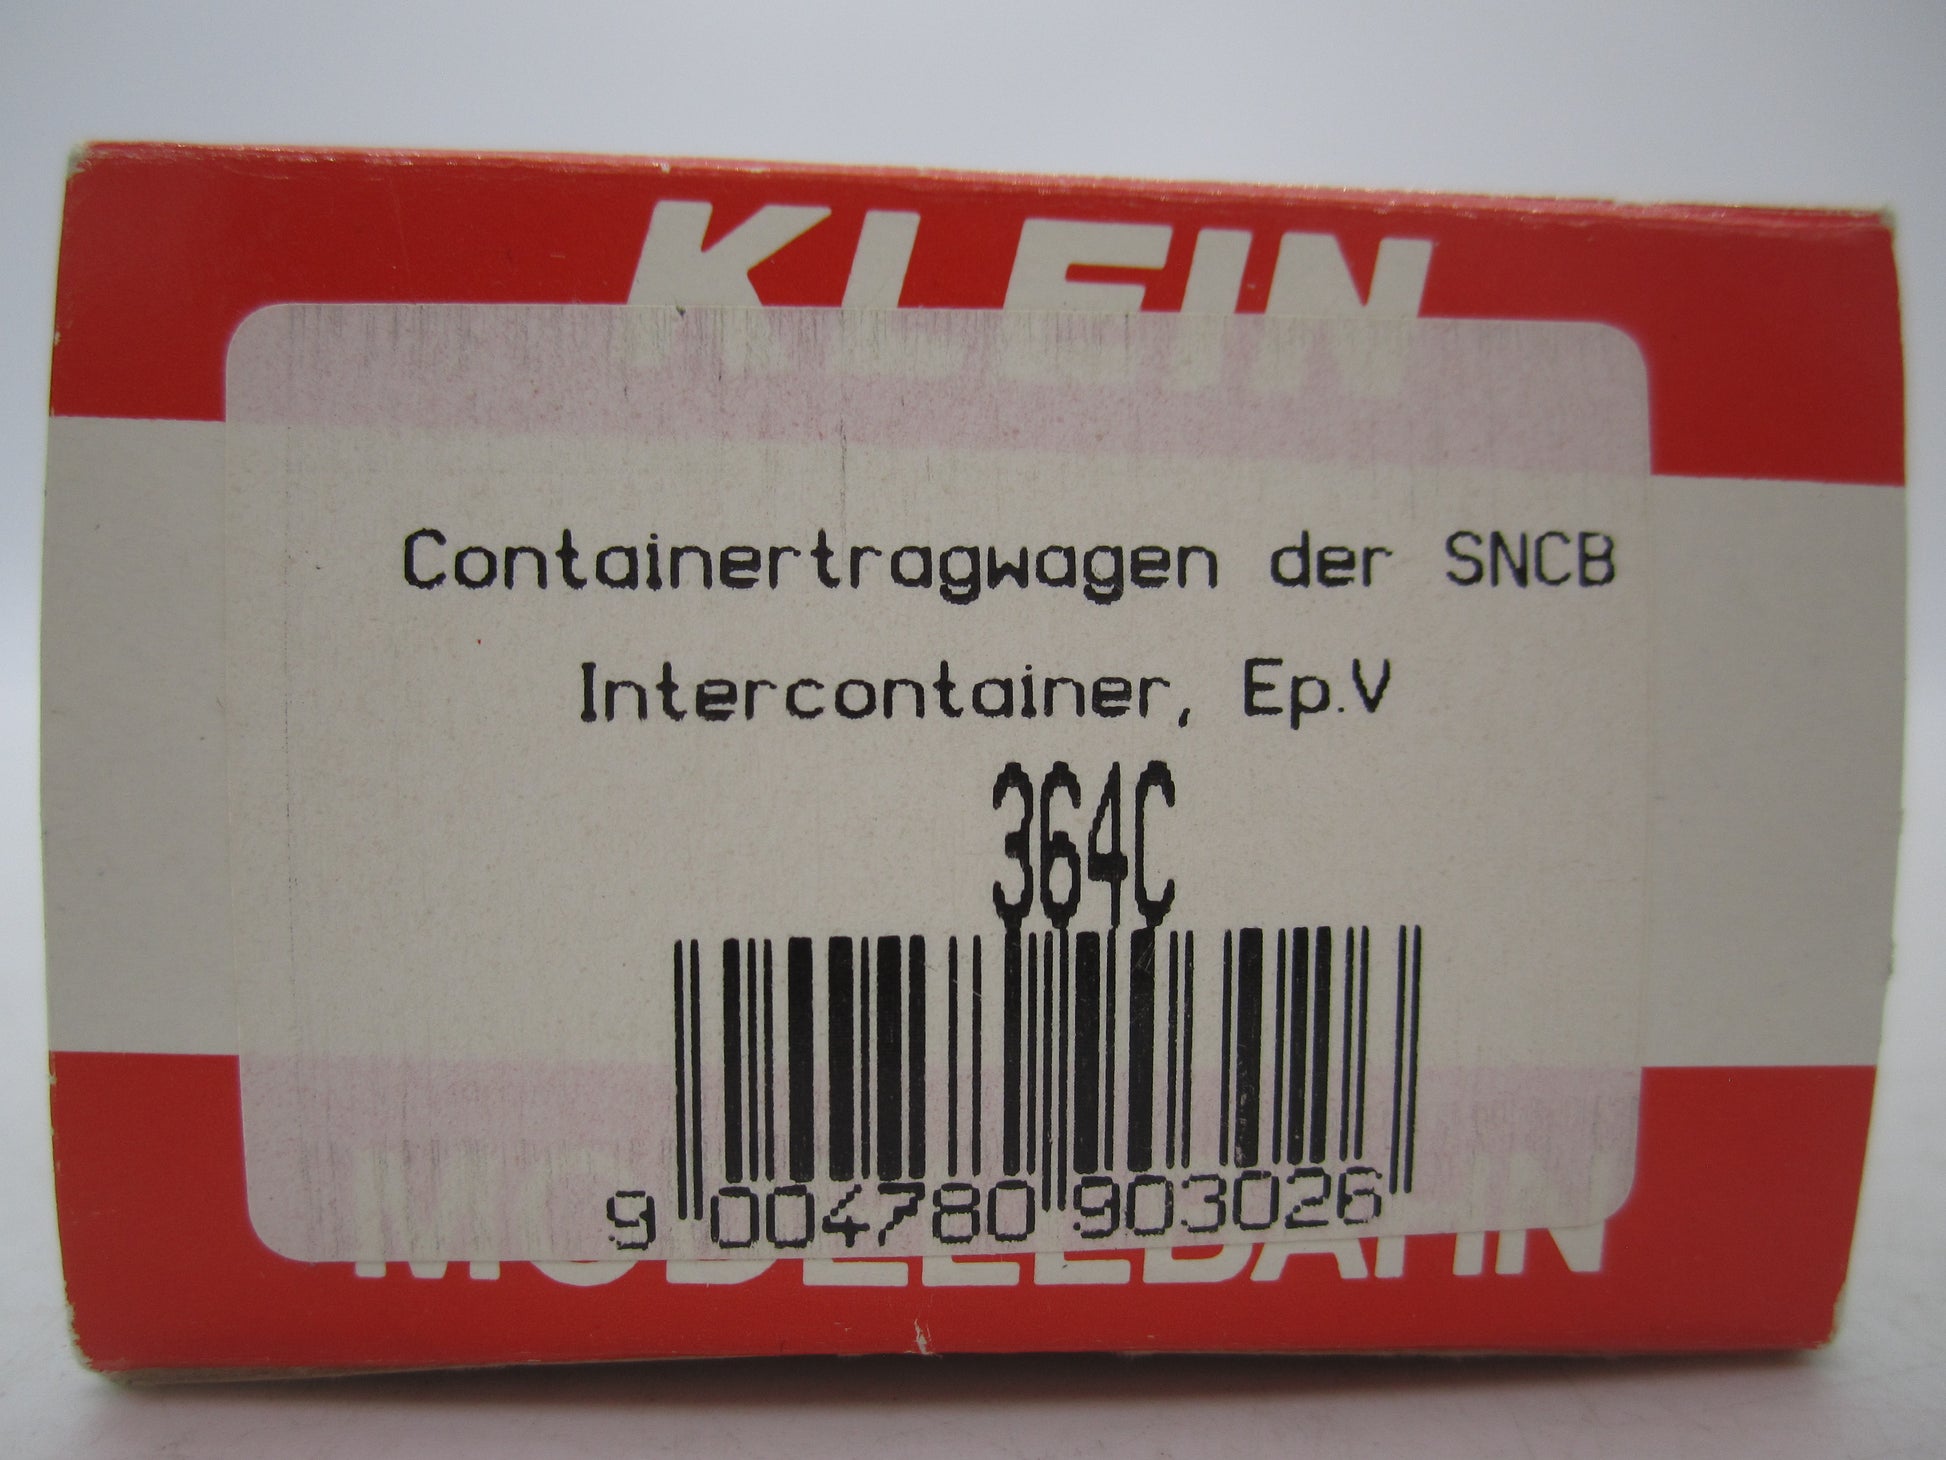 KLEIN
Containertragwagen der SNCB
Intercontainer, Ep.V
364C
9 004780 903026
MODELLBAHN